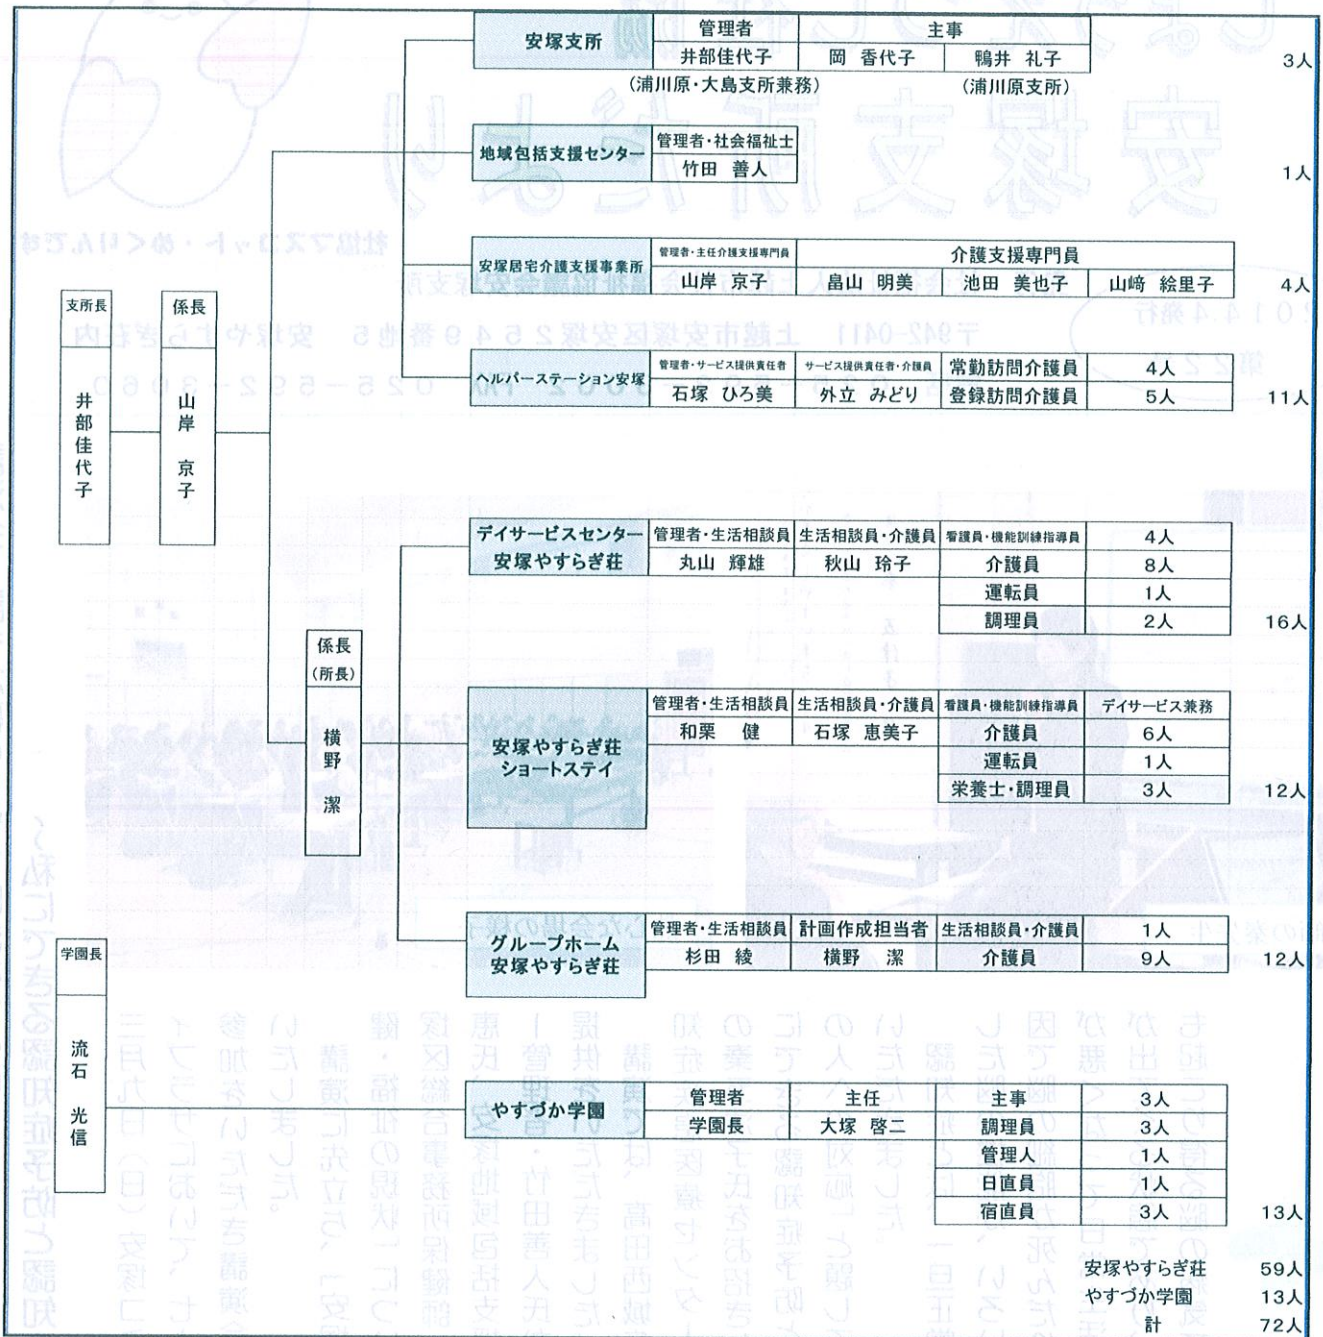 安塚支所 管理者 主事
井部佳代子 岡 香代子 鴨井 礼子 3人
(浦川原・大島支所兼務) (浦川原支所)
地域包括支援センター 管理者・社会福祉士
竹田 善人 1人
安塚居宅介護支援事業所 管理者・主任介護支援専門員 介護支援専門員
山岸 京子 畠山 明美 池田 美也子 山﨑 絵里子 4人
支所長
井部佳代子
係長
山岸 京子
ヘルパーステーション安塚 管理者・サービス提供責任者 サービス提供責任者・介護員 常勤訪問介護員 4人
石塚 ひろ美 外立 みどり 登録訪問介護員 5人 11人
デイサービスセンター 管理者・生活相談員 生活相談員・介護員 看護員・機能訓練指導員 4人
安塚やすらぎ荘 丸山 輝雄 秋山 玲子 介護員 8人
運転員 1人
調理員 2人 16人
係長
(所長)
横野 潔
管理者・生活相談員 生活相談員・介護員 看護員・機能訓練指導員 デイサービス兼務
安塚やすらぎ荘 和栗 健 石塚 恵美子 介護員 6人
ショートステイ 運転員 1人
栄養士・調理員 3人 12人
グループホーム 管理者・生活相談員 計画作成担当者 生活相談員・介護員 1人
安塚やすらぎ荘 杉田 綾 横野 潔 介護員 9人 12人
学園長
流石 光信
やすづか学園 管理者 主任 主事 3人
学園長 大塚 啓二 調理員 3人
管理人 1人
日直員 1人
宿直員 3人 13人
安塚やすらぎ荘 59人
やすづか学園 13人
計 72人